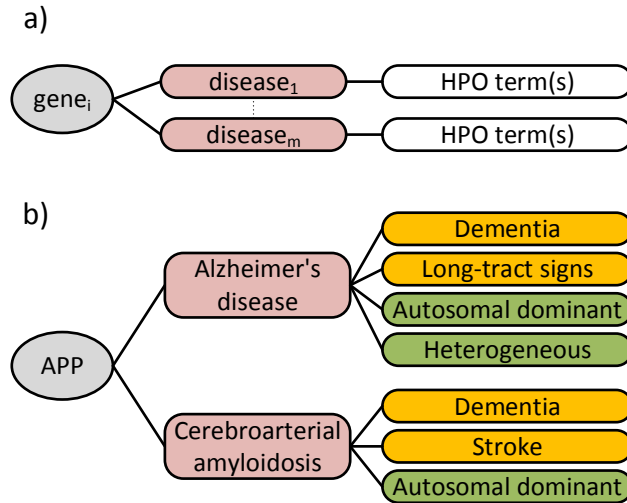 a)
gene_i
disease_1
HPO term(s)
disease_m
HPO term(s)
b)
APP
Alzheimer's
disease
Dementia
Long-tract signs
Autosomal dominant
Heterogeneous
Cerebroarterial
amyloidosis
Dementia
Stroke
Autosomal dominant